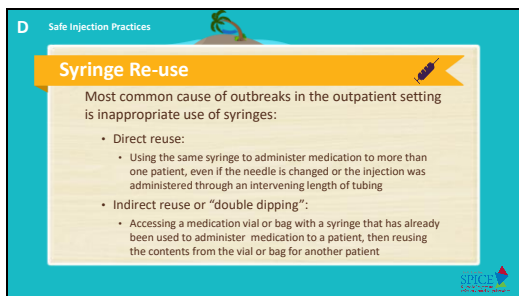 D Safe Injection Practices
Syringe Re-use
Most common cause of outbreaks in the outpatient setting
is inappropriate use of syringes:
• Direct reuse:
• Using the same syringe to administer medication to more than
one patient, even if the needle is changed or the injection was
administered through an intervening length of tubing
• Indirect reuse or “double dipping”:
• Accessing a medication vial or bag with a syringe that has already
been used to administer medication to a patient, then reusing
the contents from the vial or bag for another patient
SPICE